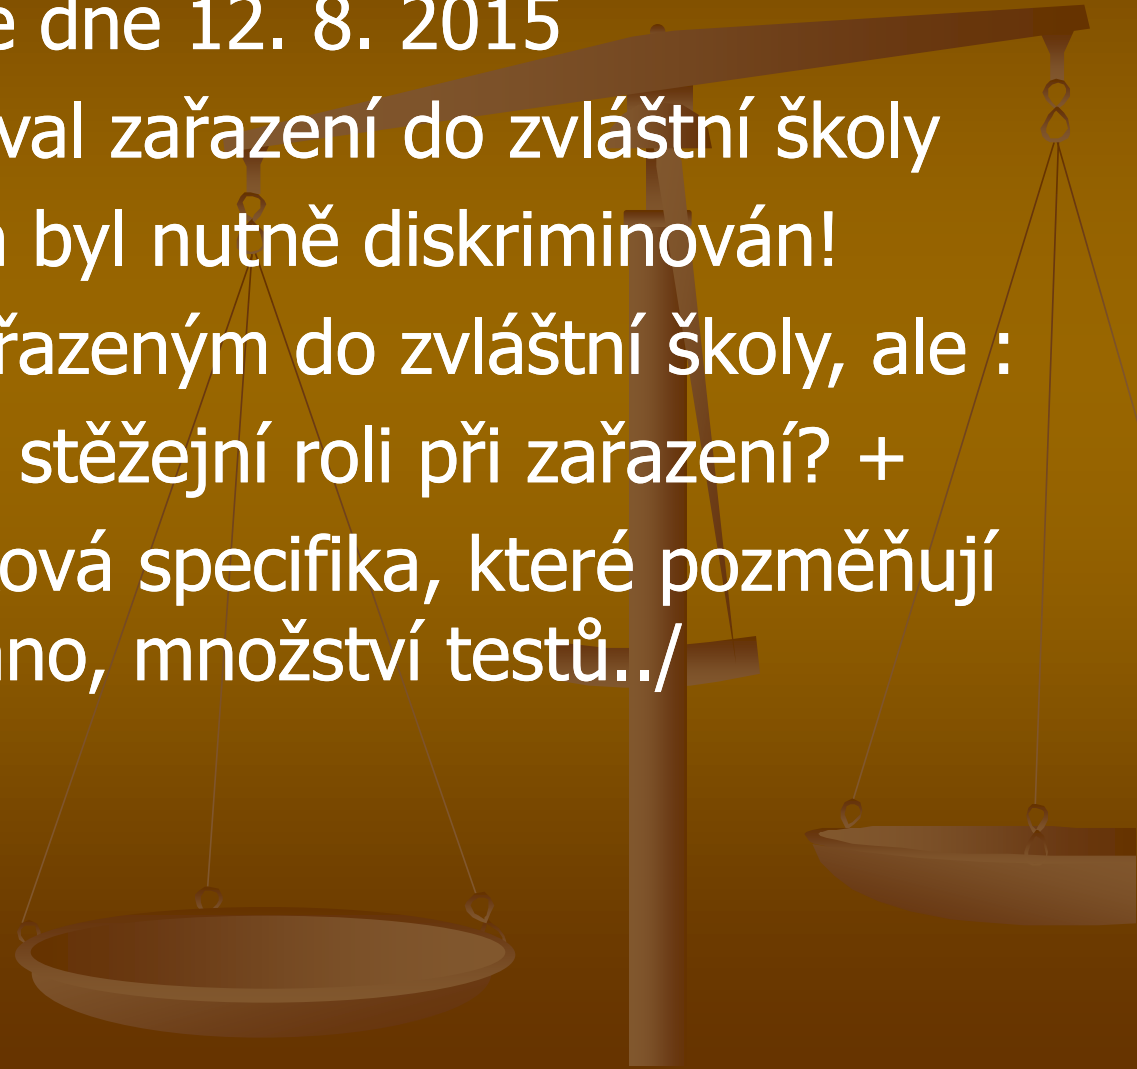 e dne 12. 8. 2015
val zařazení do zvláštní školy
byl nutně diskriminován!
řazeným do zvláštní školy, ale :
stěžejní roli při zařazení? +
ová specifika, které pozměňují
no, množství testů../